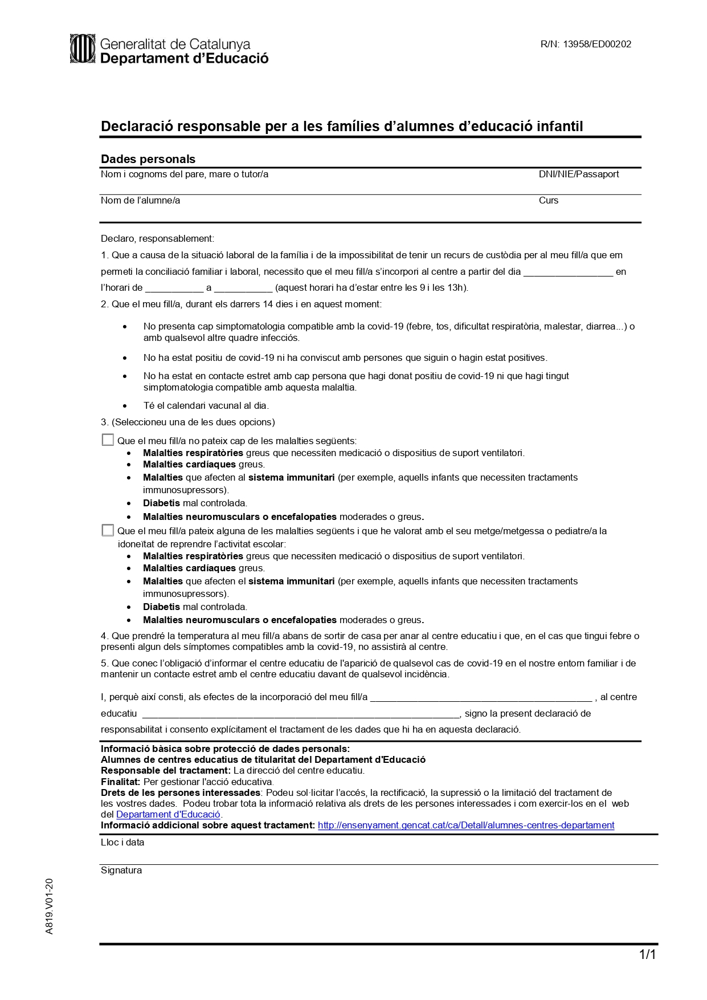 Generalitat de Catalunya
Departament d’Educació
R/N: 13958/ED00202
Declaració responsable per a les famílies d’alumnes d’educació infantil
Dades personals
Nom i cognoms del pare, mare o tutor/a DNI/NIE/Passaport
Nom de l’alumne/a Curs
Declaro, responsablement:
1. Que a causa de la situació laboral de la família i de la impossibilitat de tenir un recurs de custòdia per al meu fill/a que em
permeti la conciliació familiar i laboral, necessito que el meu fill/a s’incorpori al centre a partir del dia _________________ en
l’horari de ___________ a ___________ (aquest horari ha d’estar entre les 9 i les 13h).
2. Que el meu fill/a, durant els darrers 14 dies i en aquest moment:
• No presenta cap simptomatologia compatible amb la covid-19 (febre, tos, dificultat respiratòria, malestar, diarrea...) o
amb qualsevol altre quadre infecciós.
• No ha estat positiu de covid-19 ni ha conviscut amb persones que siguin o hagin estat positives.
• No ha estat en contacte estret amb cap persona que hagi donat positiu de covid-19 ni que hagi tingut
simptomatologia compatible amb aquesta malaltia.
• Té el calendari vacunal al dia.
3. (Seleccioneu una de les dues opcions)
Que el meu fill/a no pateix cap de les malalties següents:
• Malalties respiratòries greus que necessiten medicació o dispositius de suport ventilatori.
• Malalties cardíaques greus.
• Malalties que afecten al sistema immunitari (per exemple, aquells infants que necessiten tractaments
immunosupressors).
• Diabetis mal controlada.
• Malalties neuromusculars o encefalopaties moderades o greus.
Que el meu fill/a pateix alguna de les malalties següents i que he valorat amb el seu metge/metgessa o pediatre/a la
idoneïtat de reprendre l’activitat escolar:
• Malalties respiratòries greus que necessiten medicació o dispositius de suport ventilatori.
• Malalties cardíaques greus.
• Malalties que afecten el sistema immunitari (per exemple, aquells infants que necessiten tractaments
immunosupressors).
• Diabetis mal controlada.
• Malalties neuromusculars o encefalopaties moderades o greus.
4. Que prendré la temperatura al meu fill/a abans de sortir de casa per anar al centre educatiu i que, en el cas que tingui febre o
presenti algun dels símptomes compatibles amb la covid-19, no assistirà al centre.
5. Que conec l’obligació d’informar el centre educatiu de l'aparició de qualsevol cas de covid-19 en el nostre entorn familiar i de
mantenir un contacte estret amb el centre educatiu davant de qualsevol incidència.
I, perquè així consti, als efectes de la incorporació del meu fill/a __________________________________________ , al centre
educatiu ____________________________________________________________, signo la present declaració de
responsabilitat i consento explícitament el tractament de les dades que hi ha en aquesta declaració.
Informació bàsica sobre protecció de dades personals:
Alumnes de centres educatius de titularitat del Departament d'Educació
Responsable del tractament: La direcció del centre educatiu.
Finalitat: Per gestionar l'acció educativa.
Drets de les persones interessades: Podeu sol·licitar l’accés, la rectificació, la supressió o la limitació del tractament de
les vostres dades. Podeu trobar tota la informació relativa als drets de les persones interessades i com exercir-los en el web
del Departament d'Educació.
Informació addicional sobre aquest tractament: http://ensenyament.gencat.cat/ca/Detall/alumnes-centres-departament
Lloc i data
Signatura
A819.V01-20
1/1